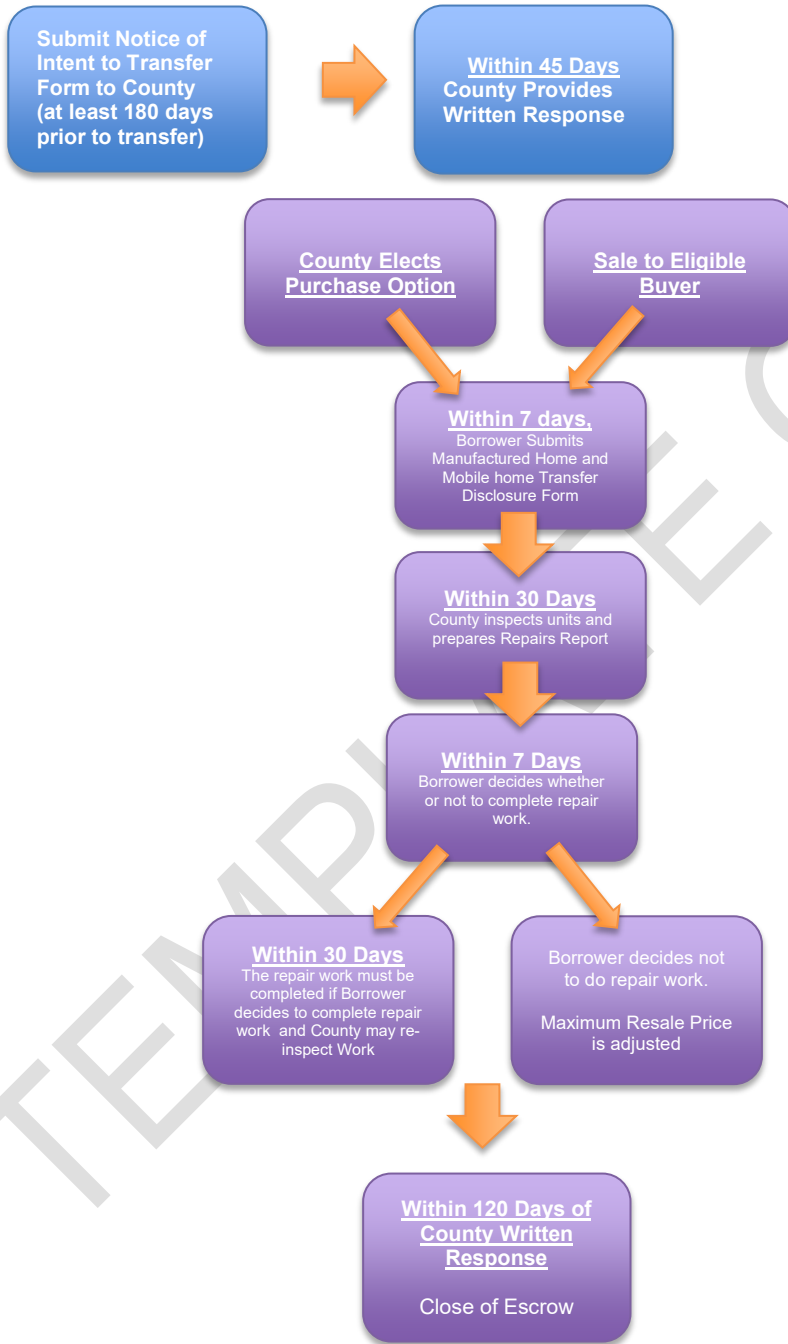 Submit Notice of
Intent to Transfer
Form to County
(at least 180 days
prior to transfer)
Within 45 Days
County Provides
Written Response
County Elects
Purchase Option
Sale to Eligible
Buyer
Within 7 days,
Borrower Submits
Manufactured Home and
Mobile home Transfer
Disclosure Form
Within 30 Days
County inspects units and
prepares Repairs Report
Within 7 Days
Borrower decides whether
or not to complete repair
work.
Within 30 Days
The repair work must be
completed if Borrower
decides to complete repair
work  and County may re-
inspect Work
Borrower decides not
to do repair work.
Maximum Resale Price
is adjusted
Within 120 Days of
County Written
Response
Close of Escrow